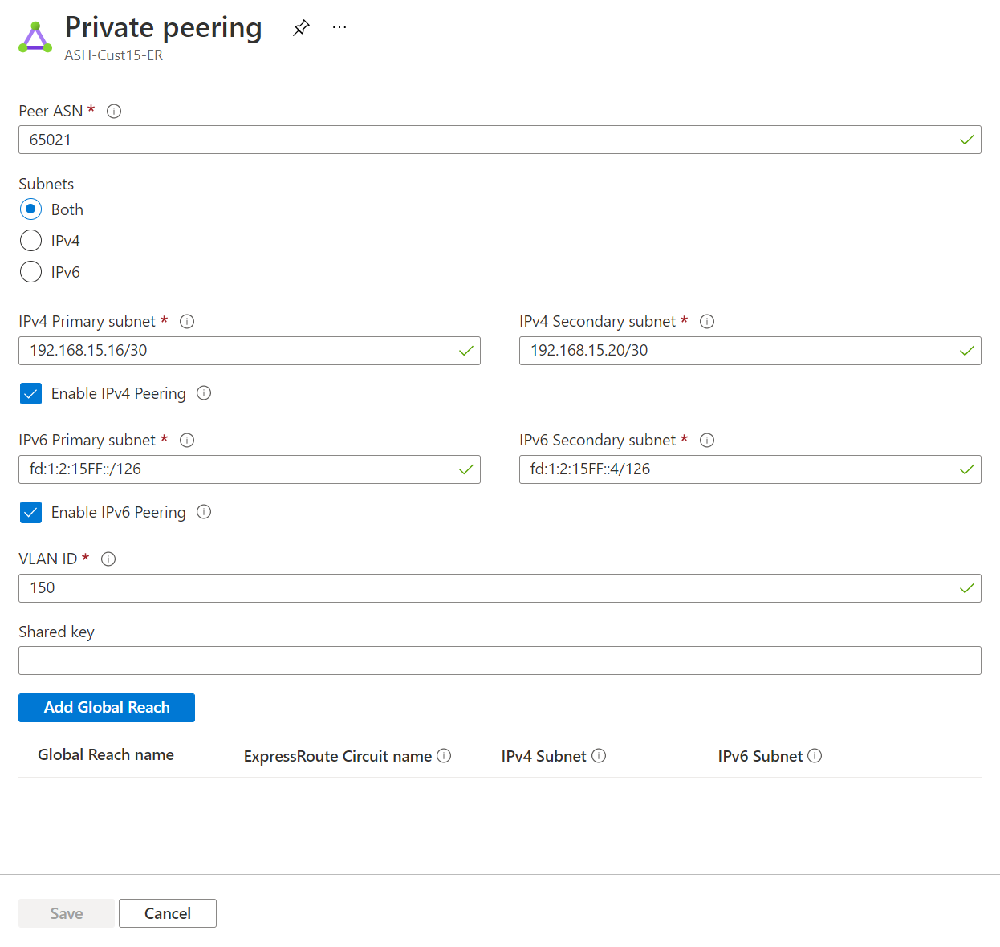 Private peering
ASH-Cust15-ER
Peer ASN *
65021
Subnets
Both
IPv4
IPv6
IPv4 Primary subnet *
IPv4 Secondary subnet *
192.168.15.16/30
192.168.15.20/30
Enable IPv4 Peering
IPv6 Primary subnet *
IPv6 Secondary subnet *
fd:1:2:15FF::/126
fd:1:2:15FF::4/126
Enable IPv6 Peering
VLAN ID *
150
Shared key
Add Global Reach
Global Reach name
ExpressRoute Circuit name
IPv4 Subnet
IPv6 Subnet
Save
Cancel